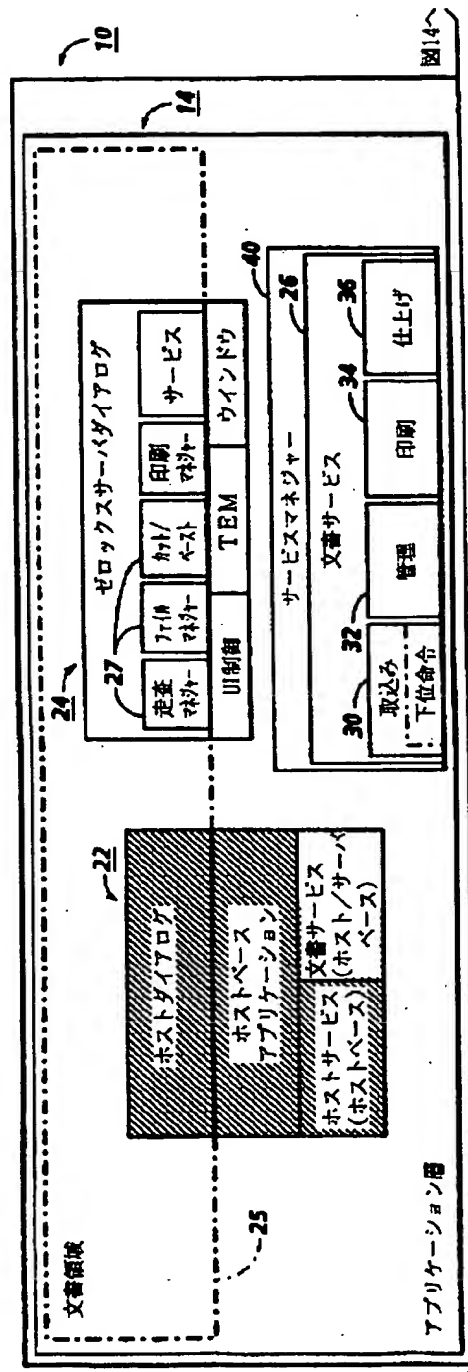 10
14
文書領域
24
ゼロックスサーバダイアログ
27
走査
マネジャー
ファイル
マネジャー
カット/
ペースト
印刷
マネジャー
サービス
UI制御
TEM
ウインドウ
22
ホストダイアログ
ホストベース
アプリケーション
ホストサービス
(ホストベース)
文書サービス
(ホスト/サーバ
ベース)
25
サービスマネジャー
40
文書サービス
26
30
取込み
下位命令
32
管理
34
印刷
36
仕上げ
アプリケーション層
図14へ